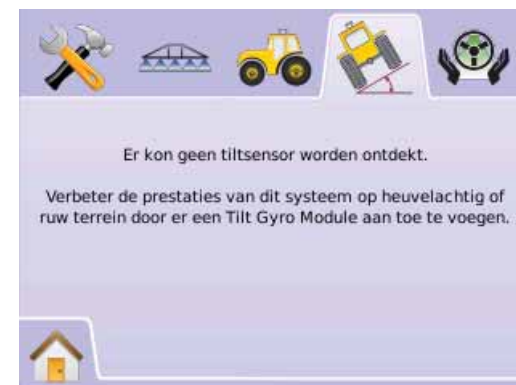 Er kon geen tiltsensor worden ontdekt.
Verbeter de prestaties van dit systeem op heuvelachtig of
ruw terrein door er een Tilt Gyro Module aan toe te voegen.